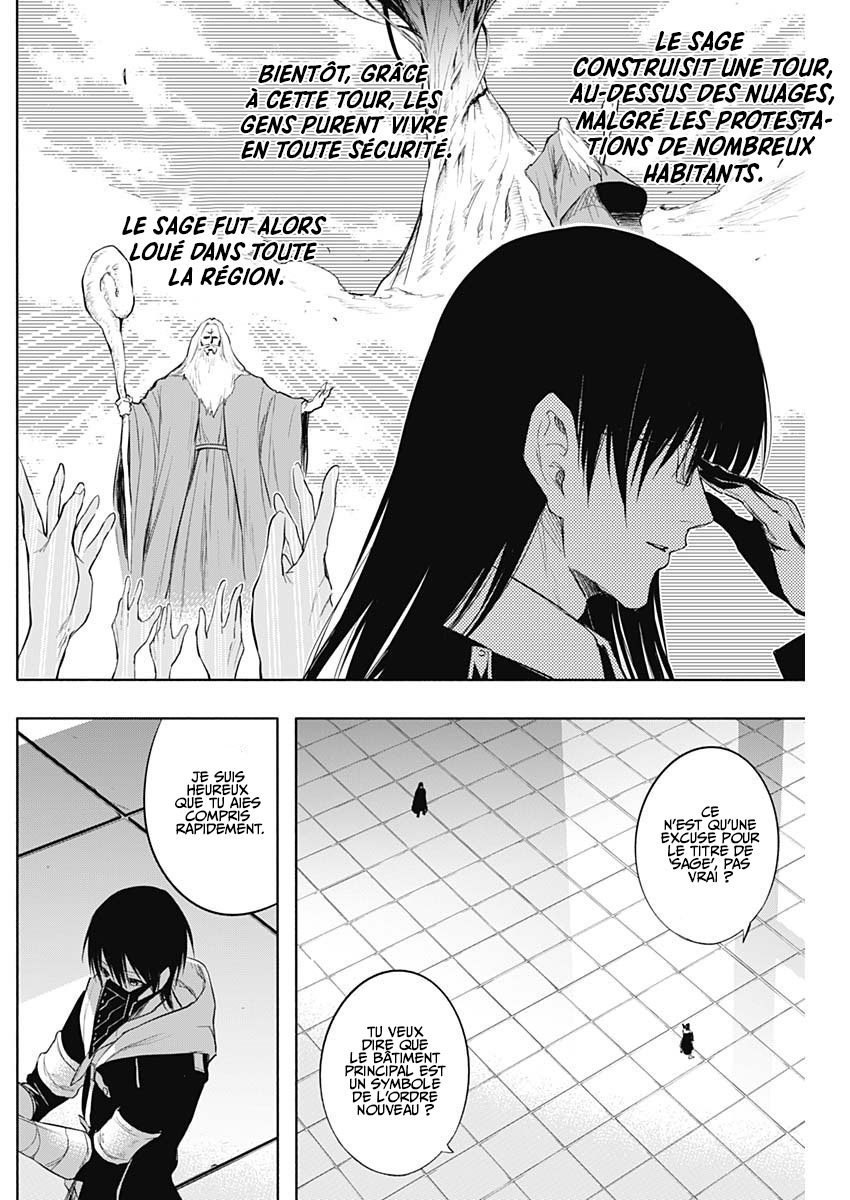 LE SAGE
CONSTRUISIT UNE TOUR,
AU-DESSUS DES NUAGES,
MALGRÉ LES PROTESTA-
TIONS DE NOMBREUX
HABITANTS.
BIENTÔT, GRÂCE
À CETTE TOUR, LES
GENS PURENT VIVRE
EN TOUTE SÉCURITÉ.
LE SAGE FUT ALORS
LOUÉ DANS TOUTE
LA RÉGION.
CE
N'EST QU'UNE
EXCUSE POUR
LE TITRE DE
'SAGE', PAS
VRAI ?
TU VEUX
DIRE QUE
LE BÂTIMENT
PRINCIPAL EST
UN SYMBOLE
DE L'ORDRE
NOUVEAU ?
JE SUIS
HEUREUX
QUE TU AIES
COMPRIS
RAPIDEMENT.